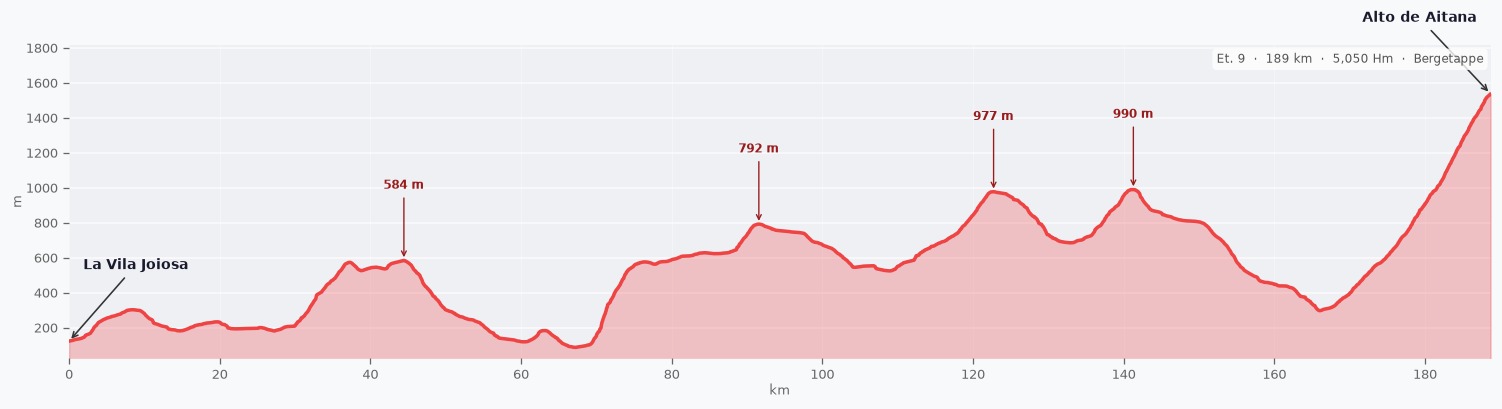 Alto de Aitana
Et. 9 · 189 km · 5,050 Hm · Bergetappe
La Vila Joiosa
584 m
792 m
977 m
990 m
m
1800
1600
1400
1200
1000
800
600
400
200
0 20 40 60 80 100 120 140 160 180
km